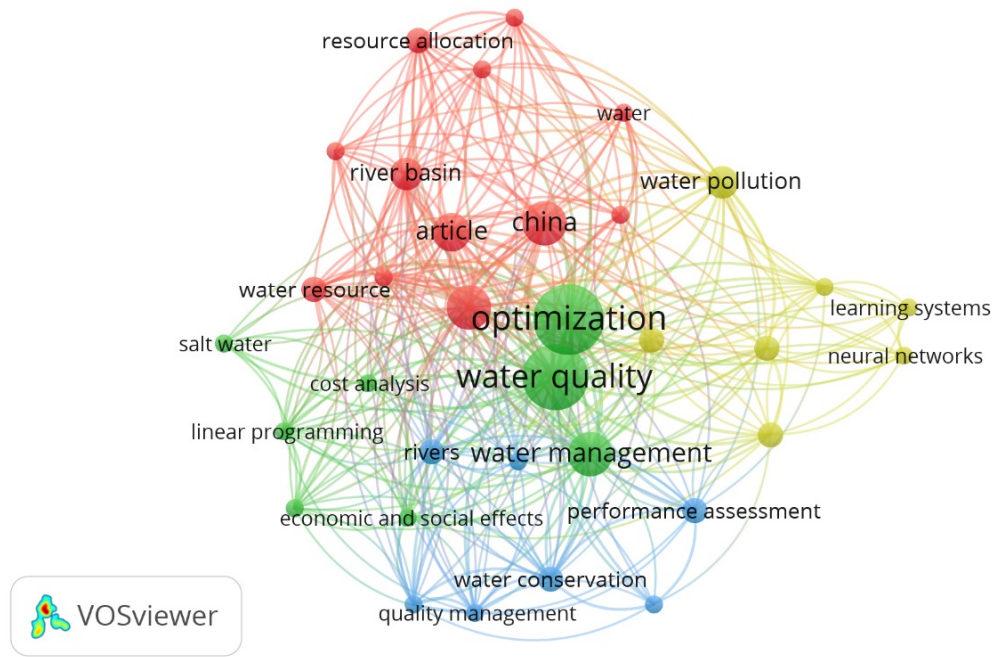 resource allocation
water
river basin
water pollution
article
china
water resource
learning systems
optimization
salt water
neural networks
cost analysis
water quality
linear programming
rivers
water management
economic and social effects
performance assessment
water conservation
quality management
VOSviewer